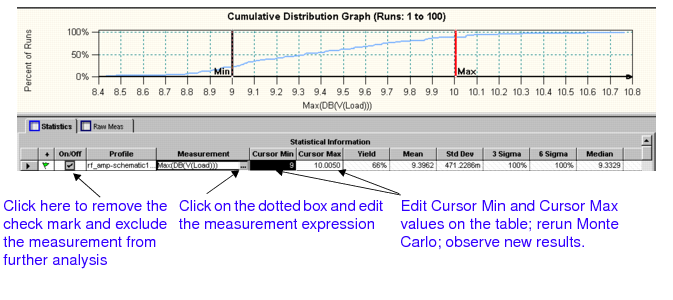 Cumulative Distribution Graph (Runs: 1 to 100)
Percent of Runs
100%
50%
0%
Min
Max
8.4 8.5 8.6 8.7 8.8 8.9 9 9.1 9.2 9.3 9.4 9.5 9.6 9.7 9.8 9.9 10 10.1 10.2 10.3 10.4 10.5 10.6 10.7 10.8
Max(DB(V(Load)))
Statistics Raw Meas
Statistical Information
+ On/Off Profile Measurement Cursor Min Cursor Max Yield Mean Std Dev 3 Sigma 6 Sigma Median
rf_amp-schematic1... Max(DB(V(Load))) ... 9 10.0050 66% 9.3962 471.2286m 100% 100% 9.3329
Click here to remove the
check mark and exclude
the measurement from
further analysis
Click on the dotted box and edit
the measurement expression
Edit Cursor Min and Cursor Max
values on the table; rerun Monte
Carlo; observe new results.